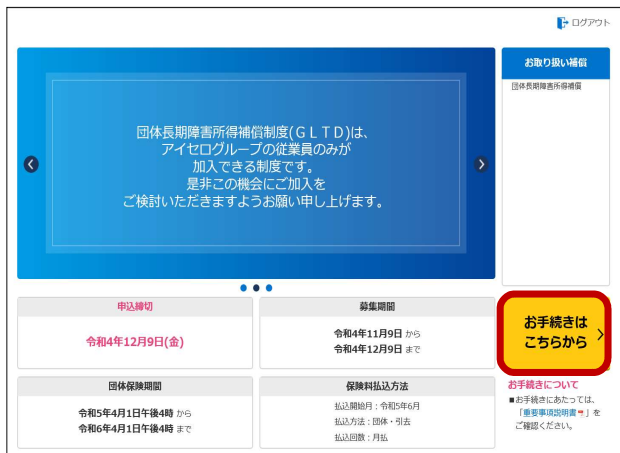 ログアウト
団体長期障害所得補償制度(ＧＬＴＤ)は、
アイセログループの従業員のみが
加入できる制度です。
是非この機会にご加入を
ご検討いただきますようお願い申し上げます。
お取り扱い補償
団体長期障害所得補償
申込締切
令和4年12月9日(金)
募集期間
令和4年11月9日 から
令和4年12月9日 まで
お手続きは
こちらから
団体保険期間
令和5年4月1日午後4時 から
令和6年4月1日午後4時 まで
保険料払込方法
払込開始月：令和5年6月
払込方法：団体・引去
払込回数：月払
お手続きについて
■お手続きにあたっては、
「重要事項説明書」を
ご確認ください。